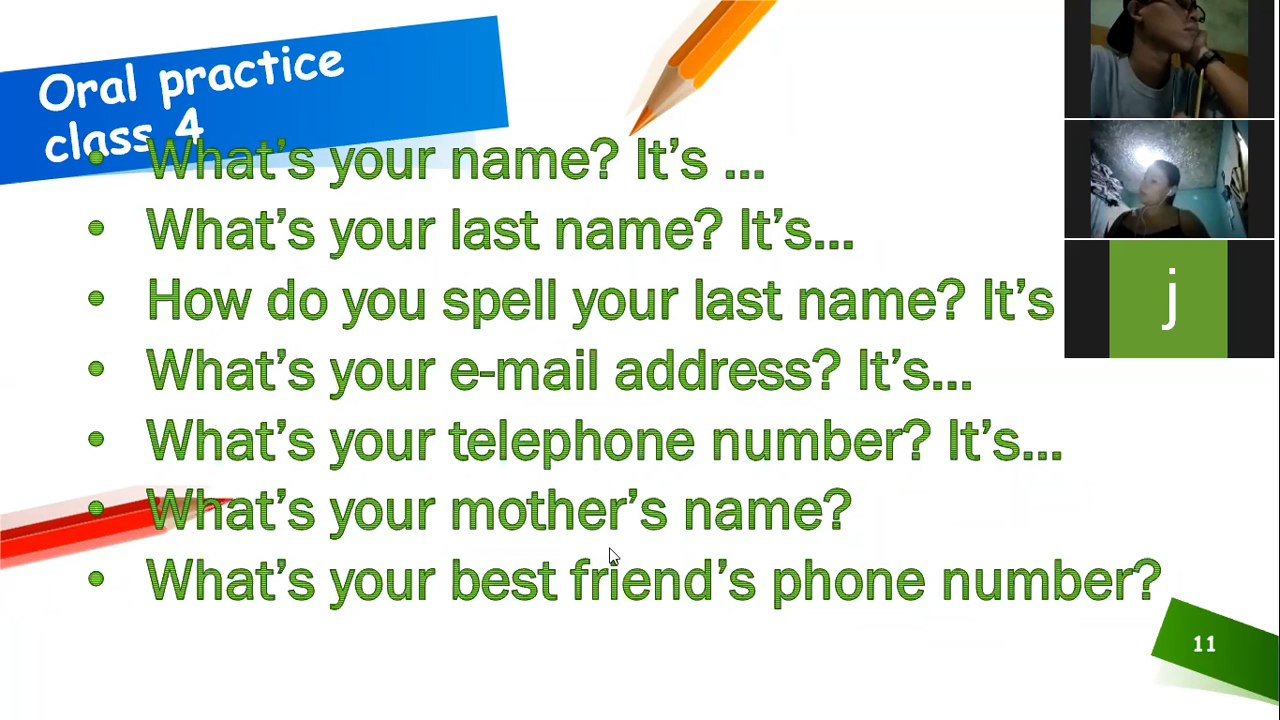 Oral practice
class 4
• What's your name? It's ...
• What's your last name? It's...
• How do you spell your last name? It's
• What's your e-mail address? It's...
• What's your telephone number? It's...
• What's your mother's name?
• What's your best friend's phone number?
j
11